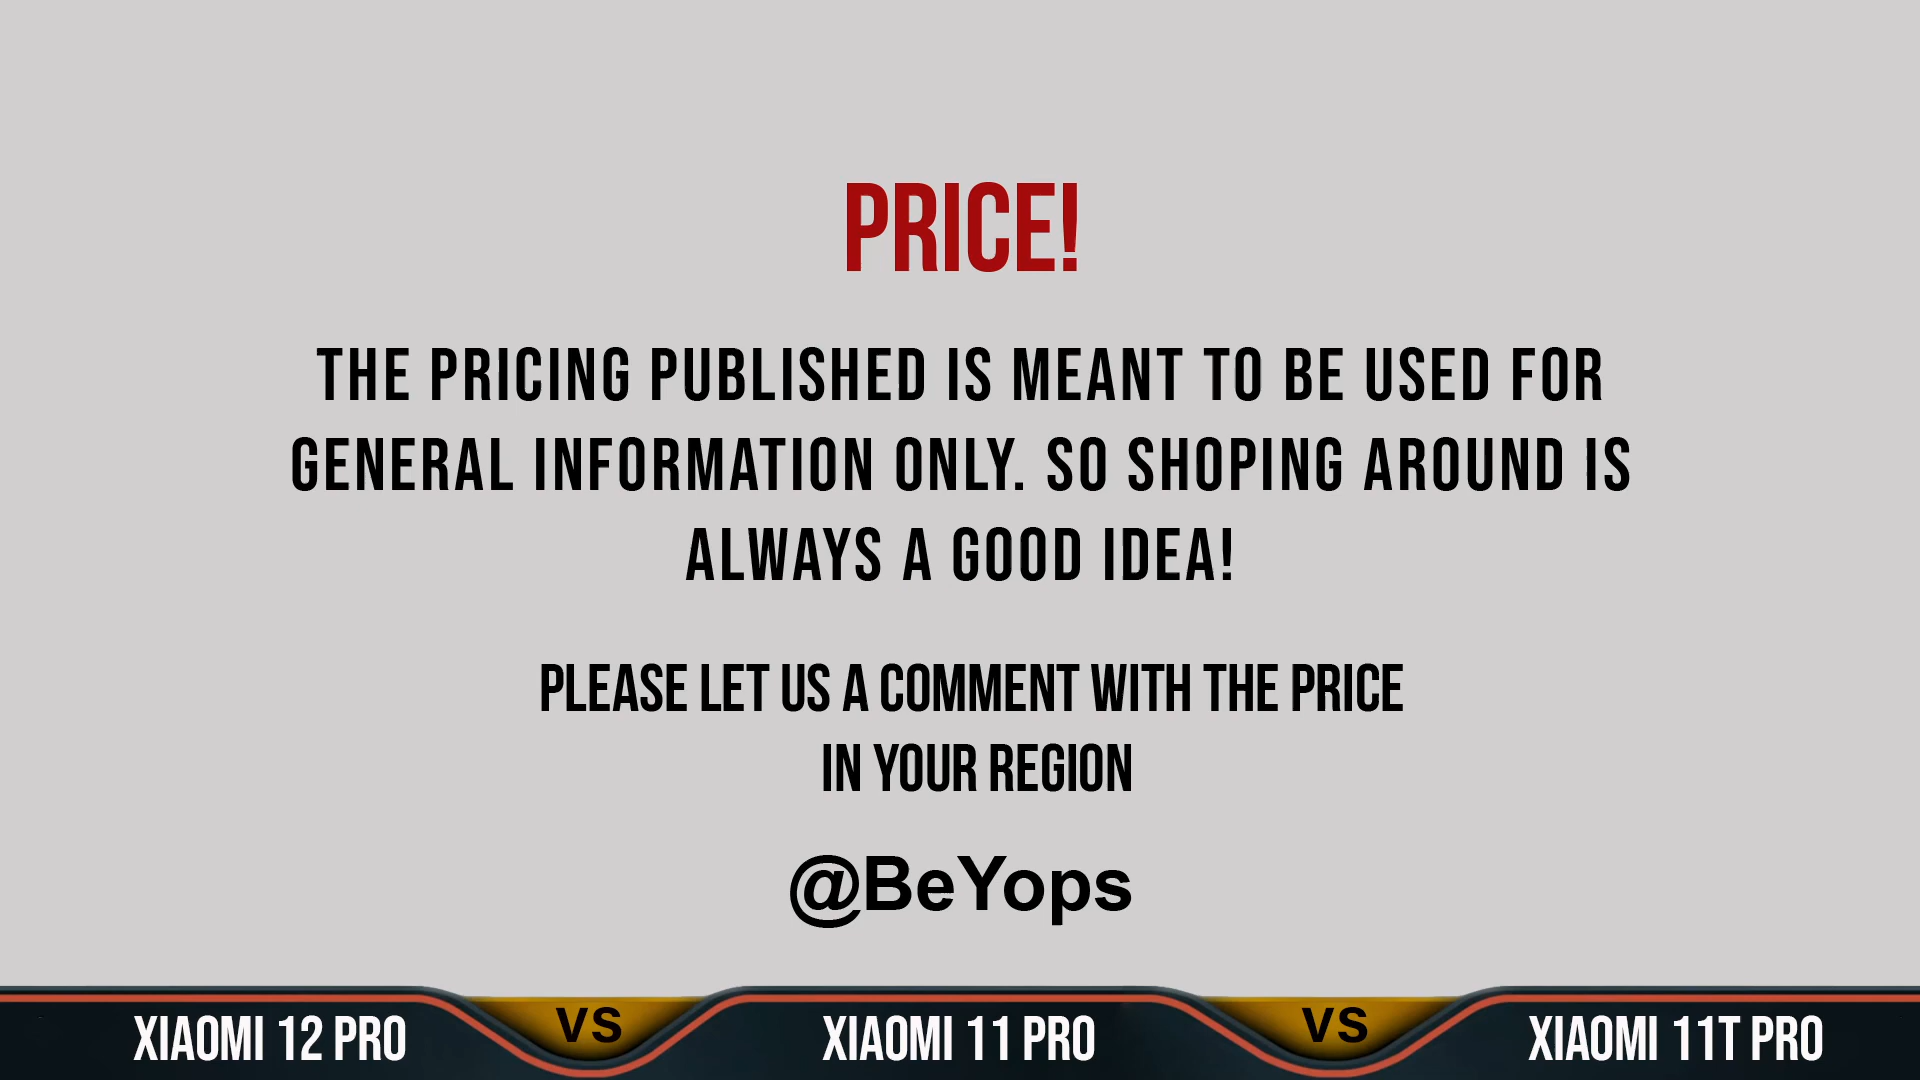 PRICE!
THE PRICING PUBLISHED IS MEANT TO BE USED FOR
GENERAL INFORMATION ONLY. SO SHOPING AROUND IS
ALWAYS A GOOD IDEA!
PLEASE LET US A COMMENT WITH THE PRICE
IN YOUR REGION
@BeYops
XIAOMI 12 PRO VS XIAOMI 11 PRO VS XIAOMI 11T PRO